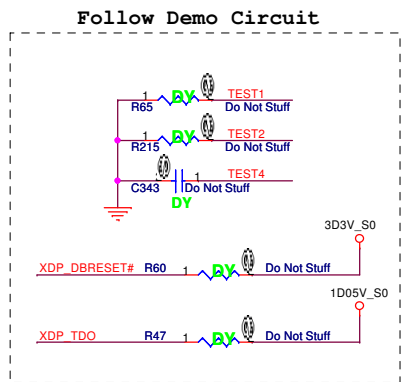 Follow Demo Circuit
1 DY TEST1
R65 Do Not Stuff
1 DY TEST2
R215 Do Not Stuff
1 TEST4
C343 Do Not Stuff
DY
3D3V_S0
XDP_DBRESET# R60 1 DY Do Not Stuff
1D05V_S0
XDP_TDO R47 1 DY Do Not Stuff